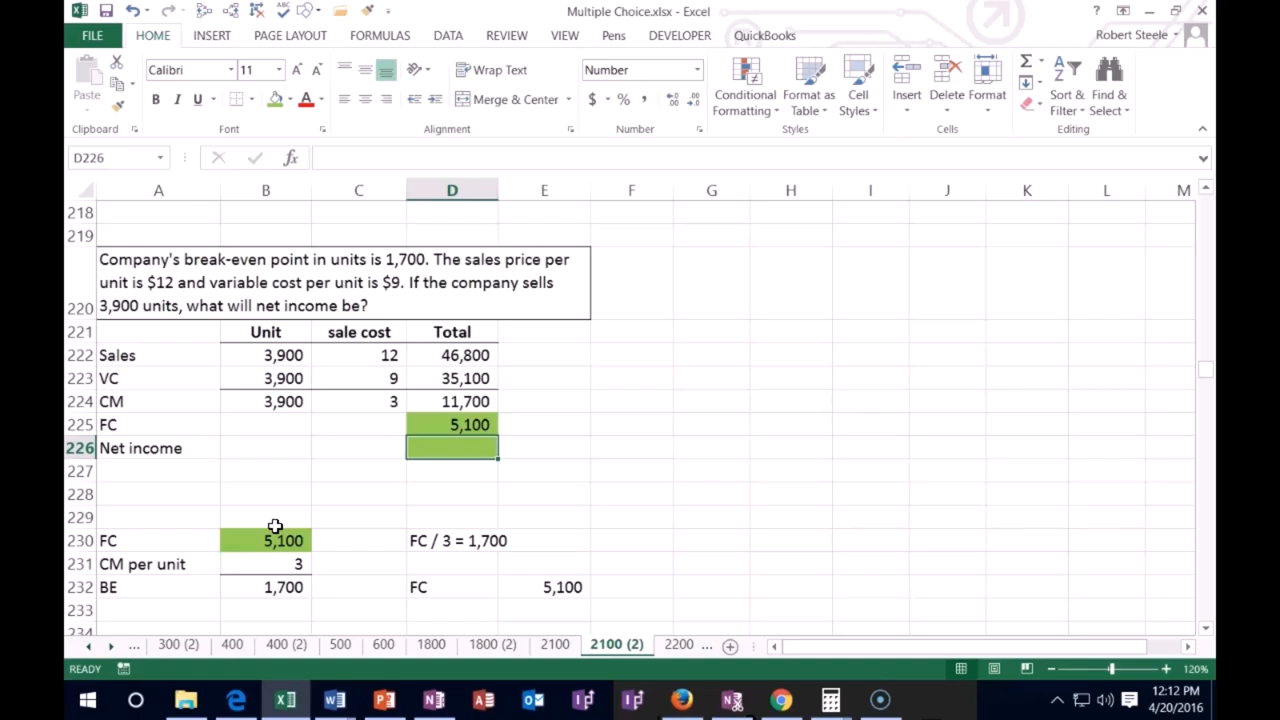 Multiple Choice.xlsx - Excel
FILE HOME INSERT PAGE LAYOUT FORMULAS DATA REVIEW VIEW Pens DEVELOPER QuickBooks Robert Steele
Calibri 11 Wrap Text Number
Paste B I U A Merge & Center $ % , Conditional Formatting Format as Table Cell Styles Insert Delete Format Sort & Filter Find & Select
Clipboard Font Alignment Number Styles Cells Editing
D226 fx
A B C D E F G H I J K L M
218
219
Company's break-even point in units is 1,700. The sales price per
unit is $12 and variable cost per unit is $9. If the company sells
220 3,900 units, what will net income be?
221 Unit sale cost Total
222 Sales 3,900 12 46,800
223 VC 3,900 9 35,100
224 CM 3,900 3 11,700
225 FC 5,100
226 Net income
227
228
229
230 FC 5,100 FC / 3 = 1,700
231 CM per unit 3
232 BE 1,700 FC 5,100
233
234
... 300 (2) 400 400 (2) 500 600 1800 1800 (2) 2100 2100 (2) 2200 ...
READY 120%
12:12 PM
4/20/2016